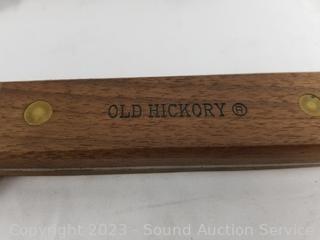 OLD HICKORY ®
Copyright 2023 - Sound Auction Service